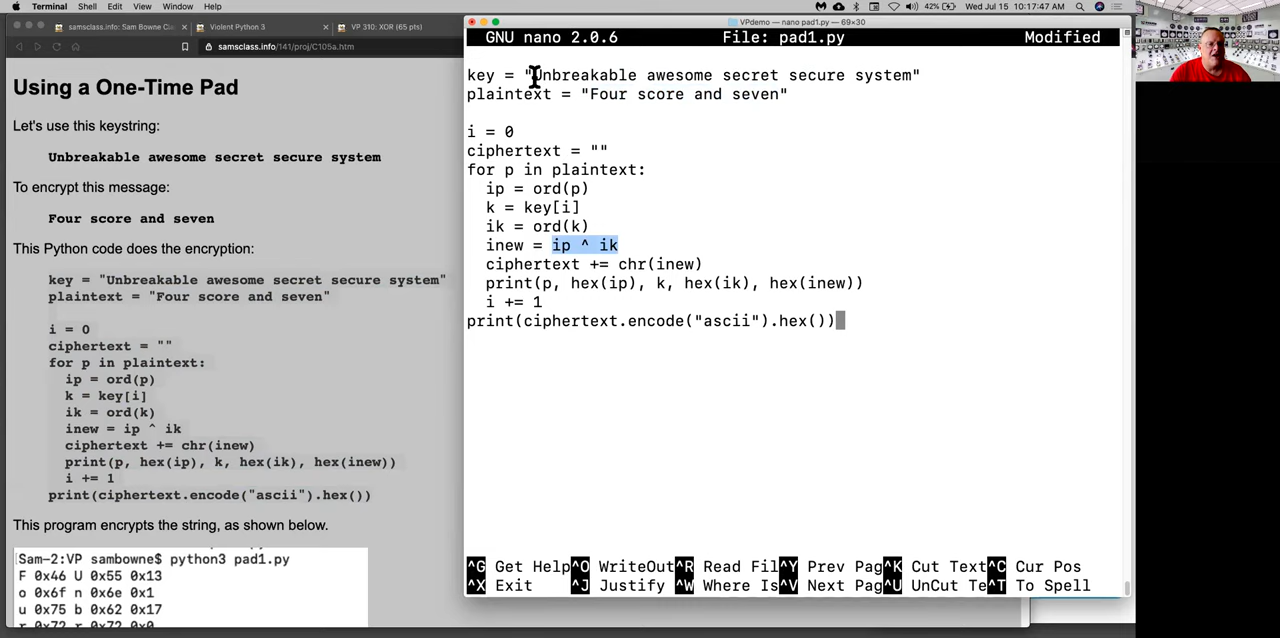 Terminal Shell Edit View Window Help
42% Wed Jul 15 10:17:47 AM
samsclass.info: Sam Bowne Cla
Violent Python 3
VP 310: XOR (65 pts)
samsclass.info/141/proj/C105a.htm
Using a One-Time Pad
Let's use this keystring:
Unbreakable awesome secret secure system
To encrypt this message:
Four score and seven
This Python code does the encryption:
key = "Unbreakable awesome secret secure system"
plaintext = "Four score and seven"
i = 0
ciphertext = ""
for p in plaintext:
ip = ord(p)
k = key[i]
ik = ord(k)
inew = ip ^ ik
ciphertext += chr(inew)
print(p, hex(ip), k, hex(ik), hex(inew))
i += 1
print(ciphertext.encode("ascii").hex())
This program encrypts the string, as shown below.
Sam-2:VP sambowne$ python3 pad1.py
F 0x46 U 0x55 0x13
o 0x6f n 0x6e 0x1
u 0x75 b 0x62 0x17
r 0x72 r 0x72 0x0
VPdemo — nano pad1.py — 69×30
GNU nano 2.0.6 File: pad1.py Modified
key = "Unbreakable awesome secret secure system"
plaintext = "Four score and seven"
i = 0
ciphertext = ""
for p in plaintext:
ip = ord(p)
k = key[i]
ik = ord(k)
inew = ip ^ ik
ciphertext += chr(inew)
print(p, hex(ip), k, hex(ik), hex(inew))
i += 1
print(ciphertext.encode("ascii").hex())
^G Get Help^O WriteOut^R Read Fil^Y Prev Pag^K Cut Text^C Cur Pos
^X Exit ^J Justify ^W Where Is^V Next Pag^U UnCut Te^T To Spell